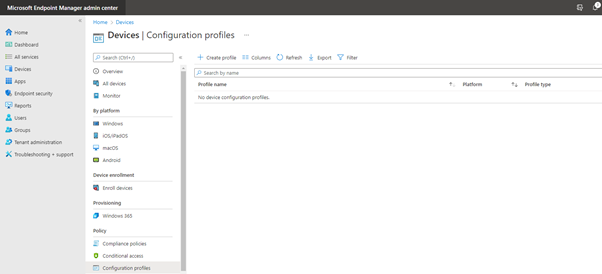 Microsoft Endpoint Manager admin center
Home > Devices
Devices | Configuration profiles ...
Home
Dashboard
All services
Devices
Apps
Endpoint security
Reports
Users
Groups
Tenant administration
Troubleshooting + support
Search (Ctrl+/)
Overview
All devices
Monitor
By platform
Windows
iOS/iPadOS
macOS
Android
Device enrollment
Enroll devices
Provisioning
Windows 365
Policy
Compliance policies
Conditional access
Configuration profiles
+ Create profile Columns Refresh Export Filter
Search by name
Profile name Platform Profile type
No device configuration profiles.